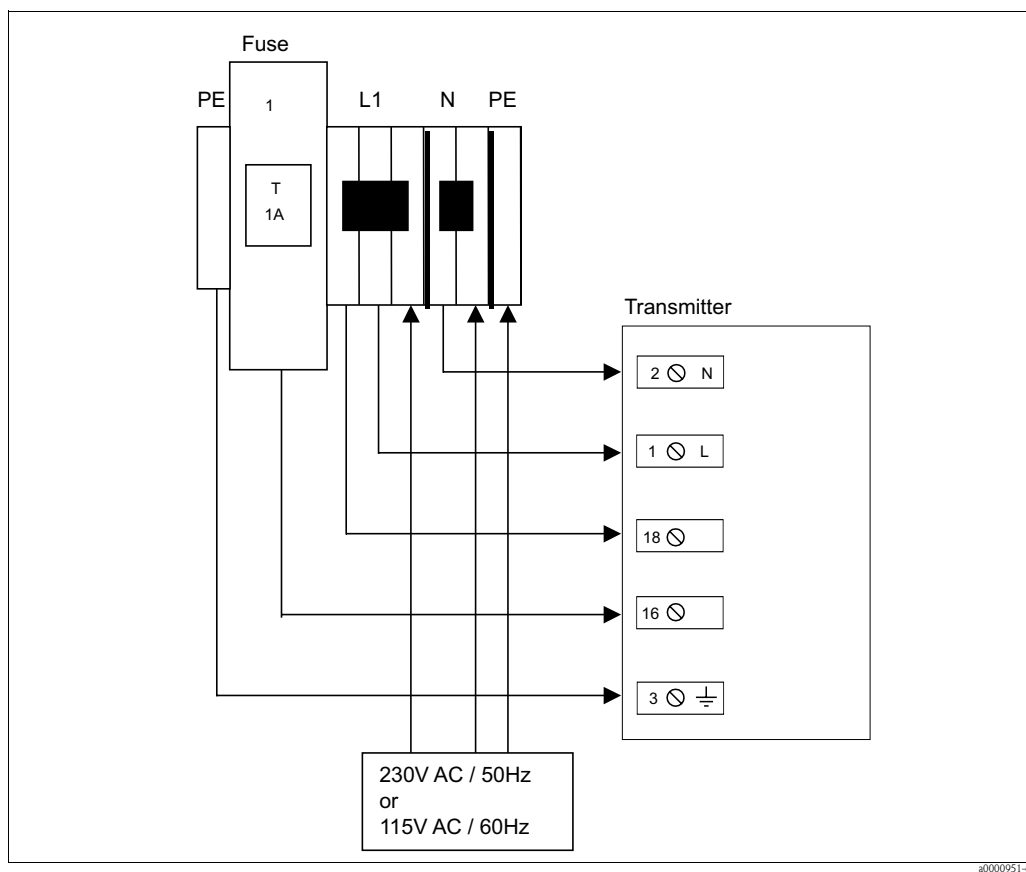 Fuse
PE 1 L1 N PE
T
1A
Transmitter
2 N
1 L
18
16
3
230V AC / 50Hz
or
115V AC / 60Hz